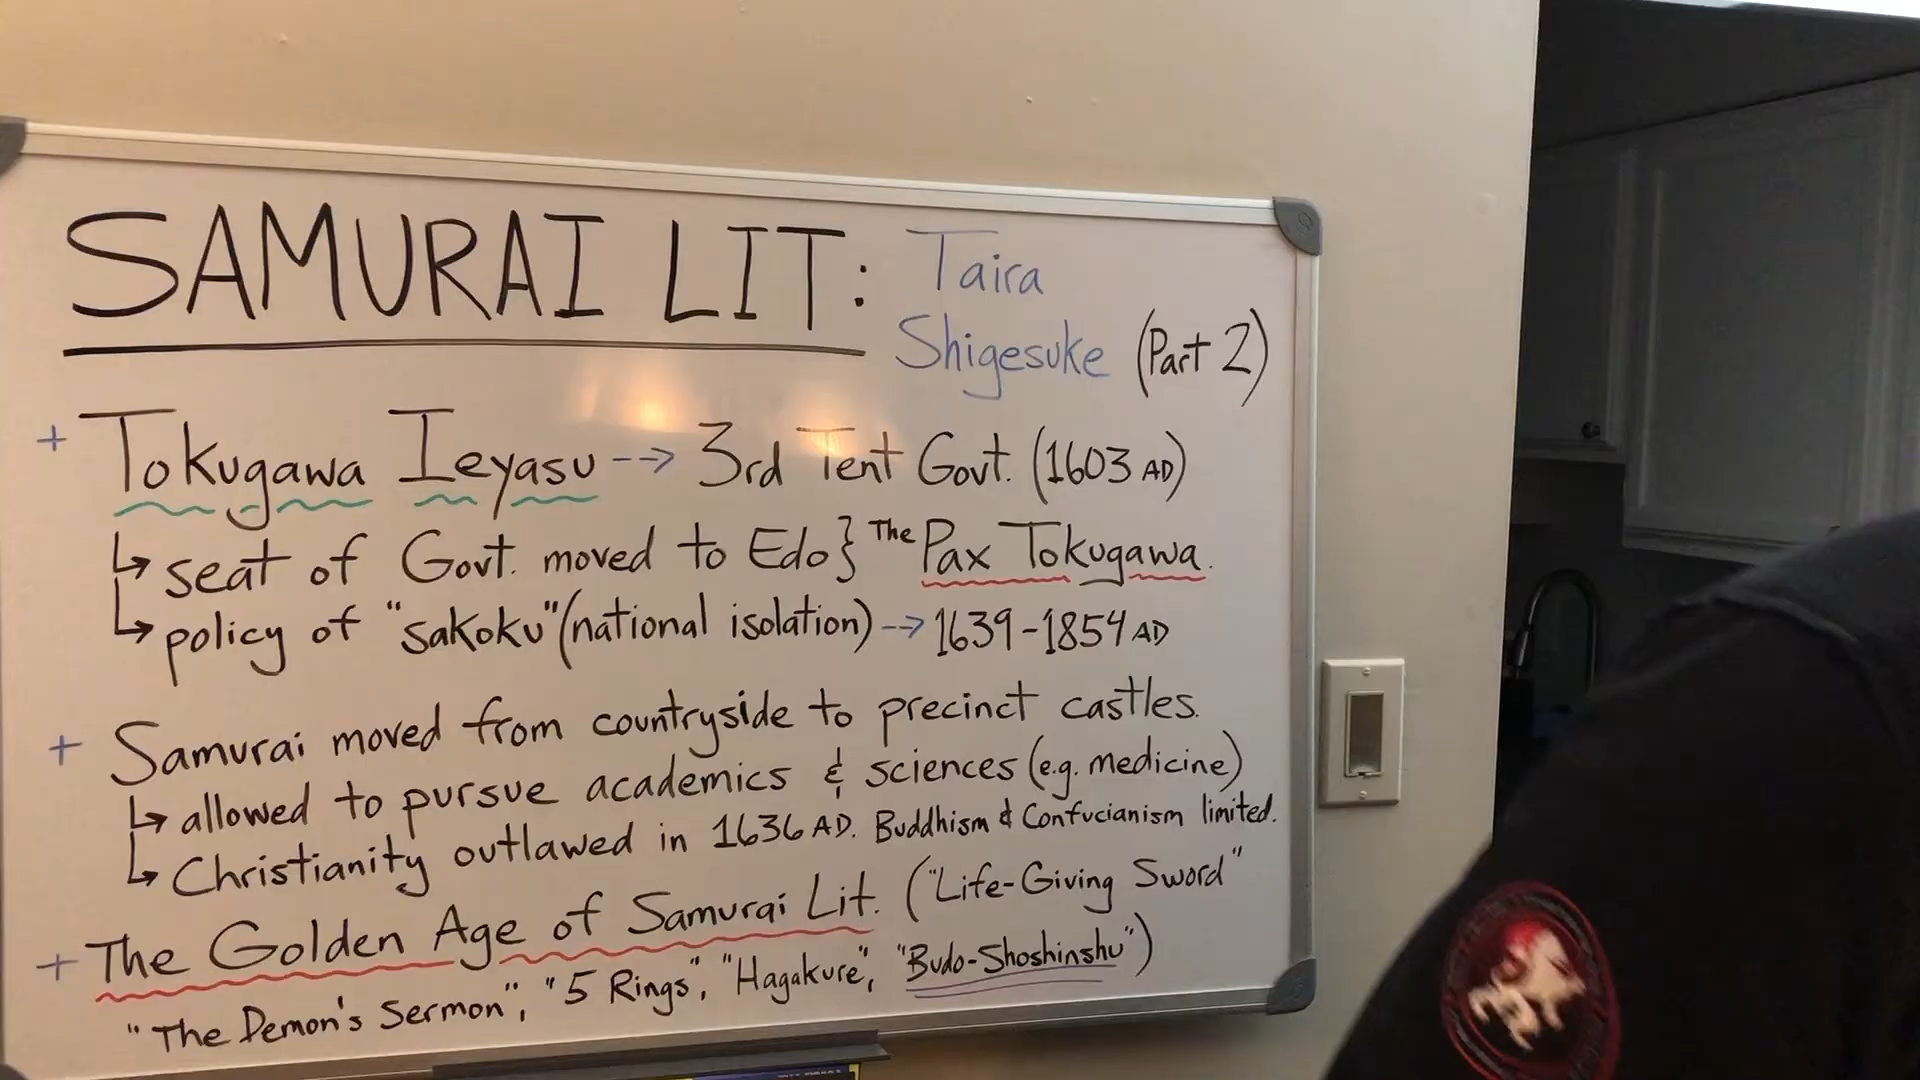 SAMURAI LIT: Taira
Shigesuke (Part 2)
+ Tokugawa Ieyasu --> 3rd Tent Govt. (1603 AD)
↳ seat of Govt. moved to Edo} The Pax Tokugawa.
↳ policy of "sakoku" (national isolation) --> 1639-1854 AD
+ Samurai moved from countryside to precinct castles.
↳ allowed to pursue academics & sciences (e.g. medicine)
↳ Christianity outlawed in 1636 AD. Buddhism & Confucianism limited.
+ The Golden Age of Samurai Lit. ("Life-Giving Sword"
"The Demon's Sermon", "5 Rings", "Hagakure", "Budo-Shoshinshu")